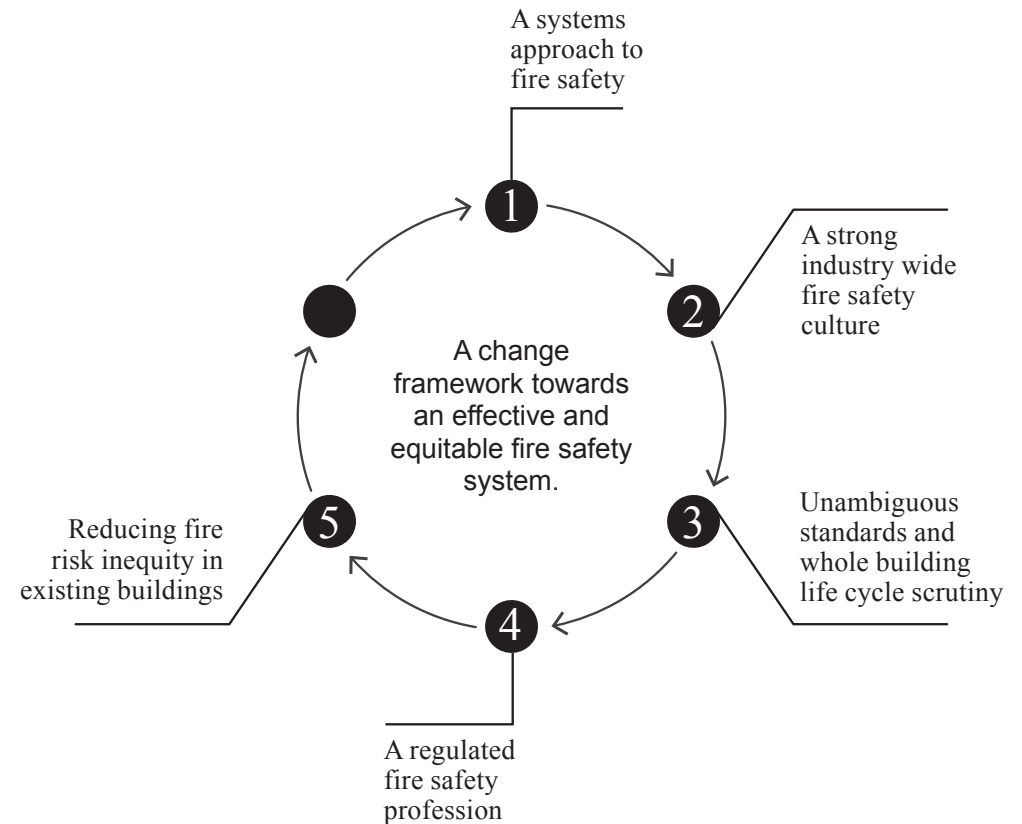 A systems
approach to
fire safety
1
2
A strong
industry wide
fire safety
culture
A change
framework towards
an effective and
equitable fire safety
system.
3
Unambiguous
standards and
whole building
life cycle scrutiny
4
A regulated
fire safety
profession
5
Reducing fire
risk inequity in
existing buildings